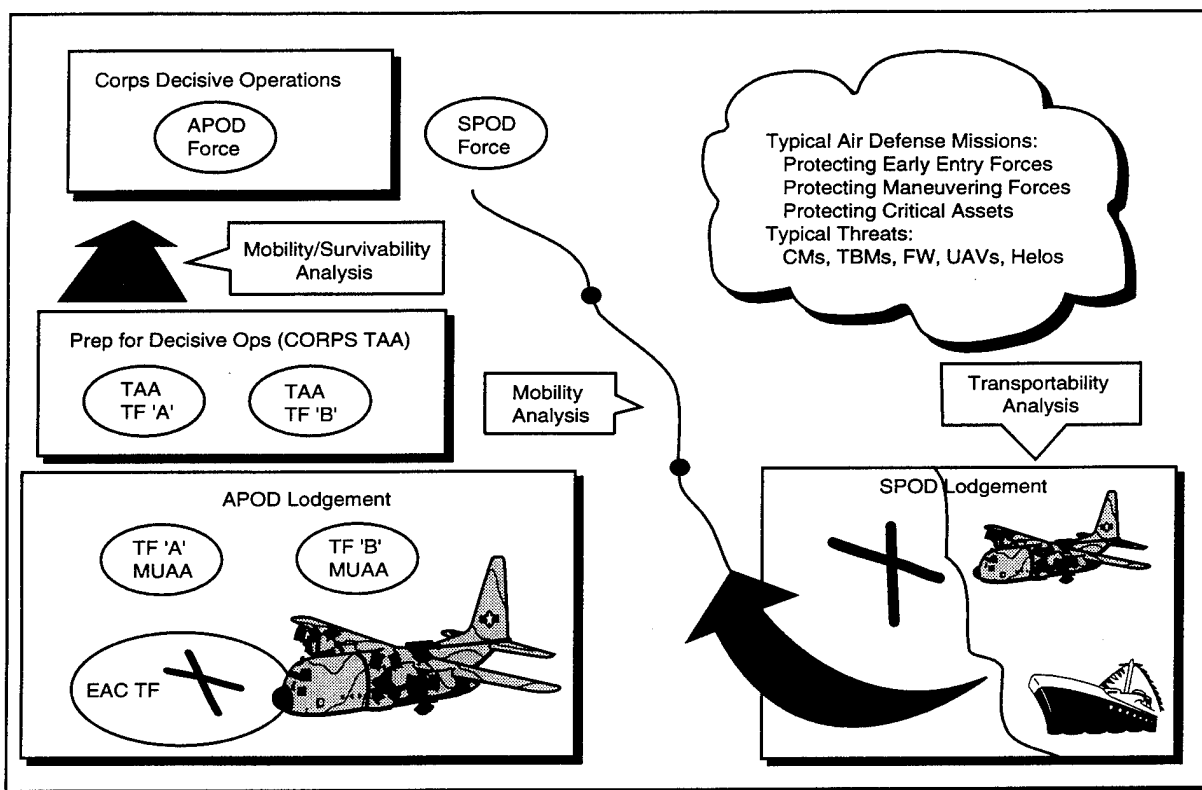 Corps Decisive Operations
APOD
Force
SPOD
Force
Typical Air Defense Missions:
Protecting Early Entry Forces
Protecting Maneuvering Forces
Protecting Critical Assets
Typical Threats:
CMs, TBMs, FW, UAVs, Helos
Mobility/Survivability
Analysis
Prep for Decisive Ops (CORPS TAA)
TAA
TF 'A'
TAA
TF 'B'
Mobility
Analysis
Transportability
Analysis
APOD Lodgement
TF 'A'
MUAA
TF 'B'
MUAA
EAC TF
SPOD Lodgement